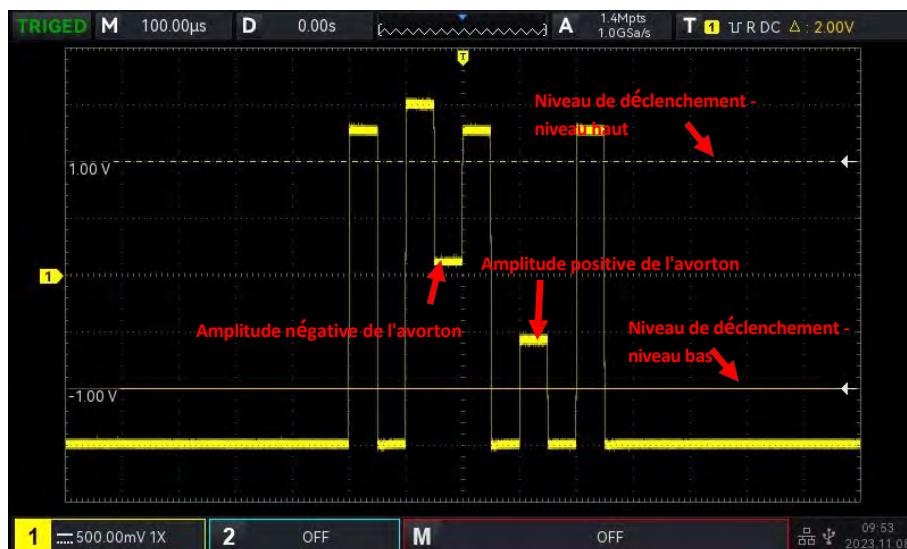 TRIGED M 100.00µs D 0.00s A 1.4Mpts 1.0GSa/s T 1 R DC Δ : 2.00V
T
Niveau de déclenchement -
niveau haut
1.00 V
1
Amplitude positive de l'avorton
Amplitude négative de l'avorton
Niveau de déclenchement -
niveau bas
-1.00 V
1 500.00mV 1X 2 OFF M OFF 09:53
2023.11.08